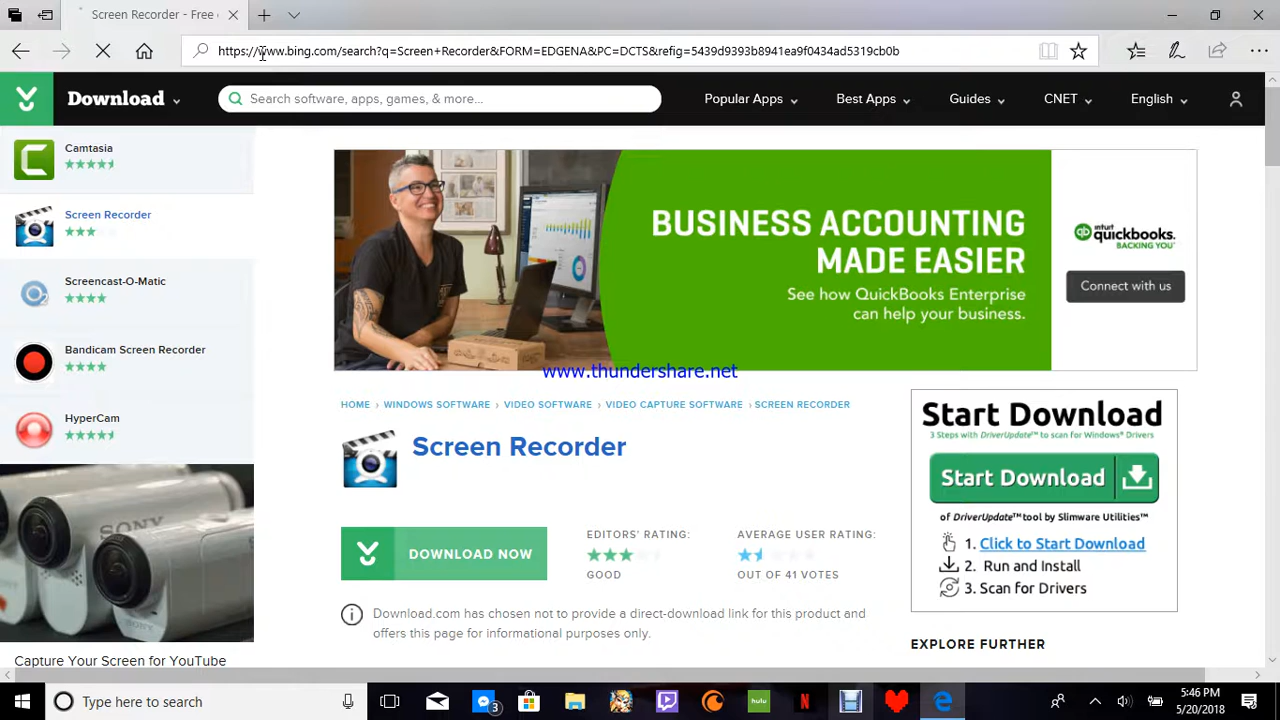 Screen Recorder - Free
https://www.bing.com/search?q=Screen+Recorder&FORM=EDGENA&PC=DCTS&refig=5439d9393b8941ea9f0434ad5319cb0b
Download
Search software, apps, games, & more...
Popular Apps
Best Apps
Guides
CNET
English
Camtasia
Screen Recorder
Screencast-O-Matic
Bandicam Screen Recorder
HyperCam
SONY
SONY
Capture Your Screen for YouTube
BUSINESS ACCOUNTING
MADE EASIER
See how QuickBooks Enterprise
can help your business.
intuit
quickbooks.
BACKING YOU™
Connect with us
www.thundershare.net
HOME › WINDOWS SOFTWARE › VIDEO SOFTWARE › VIDEO CAPTURE SOFTWARE › SCREEN RECORDER
Screen Recorder
DOWNLOAD NOW
EDITORS' RATING:
GOOD
AVERAGE USER RATING:
OUT OF 41 VOTES
Download.com has chosen not to provide a direct-download link for this product and
offers this page for informational purposes only.
Start Download
3 Steps with DriverUpdate™ to scan for Windows® Drivers
Start Download
of DriverUpdate™ tool by Slimware Utilities™
1. Click to Start Download
2. Run and Install
3. Scan for Drivers
EXPLORE FURTHER
Type here to search
3
hulu
N
5:46 PM
5/20/2018